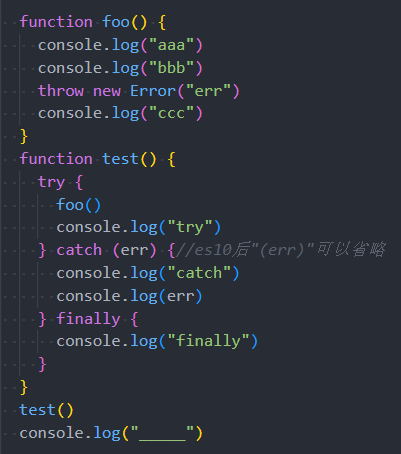 function foo() {
  console.log("aaa")
  console.log("bbb")
  throw new Error("err")
  console.log("ccc")
}
function test() {
  try {
    foo()
    console.log("try")
  } catch (err) {//es10后"(err)"可以省略
    console.log("catch")
    console.log(err)
  } finally {
    console.log("finally")
  }
}
test()
console.log("_____")